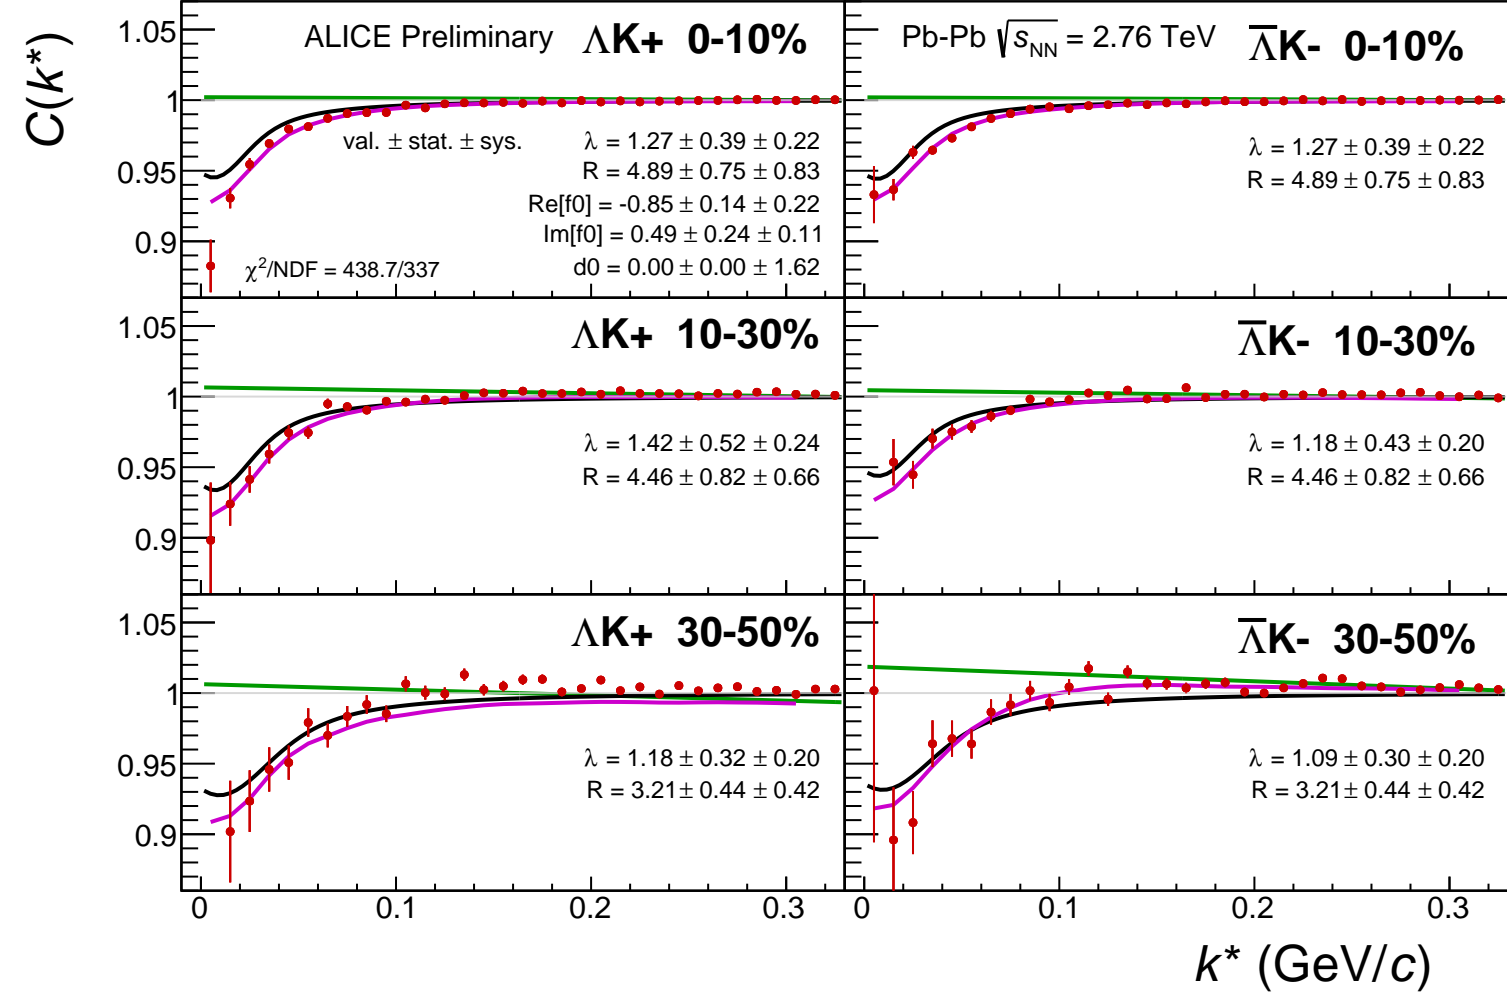 C(k*)
ALICE Preliminary ΛK+ 0-10%
1.05
1
0.95
0.9
val. ± stat. ± sys.
λ = 1.27 ± 0.39 ± 0.22
R = 4.89 ± 0.75 ± 0.83
Re[f0] = -0.85 ± 0.14 ± 0.22
Im[f0] = 0.49 ± 0.24 ± 0.11
d0 = 0.00 ± 0.00 ± 1.62
χ²/NDF = 438.7/337
Pb-Pb √s_NN = 2.76 TeV Λ̅K- 0-10%
λ = 1.27 ± 0.39 ± 0.22
R = 4.89 ± 0.75 ± 0.83
ΛK+ 10-30%
1.05
1
0.95
0.9
λ = 1.42 ± 0.52 ± 0.24
R = 4.46 ± 0.82 ± 0.66
Λ̅K- 10-30%
λ = 1.18 ± 0.43 ± 0.20
R = 4.46 ± 0.82 ± 0.66
ΛK+ 30-50%
1.05
1
0.95
0.9
λ = 1.18 ± 0.32 ± 0.20
R = 3.21 ± 0.44 ± 0.42
Λ̅K- 30-50%
λ = 1.09 ± 0.30 ± 0.20
R = 3.21 ± 0.44 ± 0.42
0 0.1 0.2 0.3 0 0.1 0.2 0.3
k* (GeV/c)